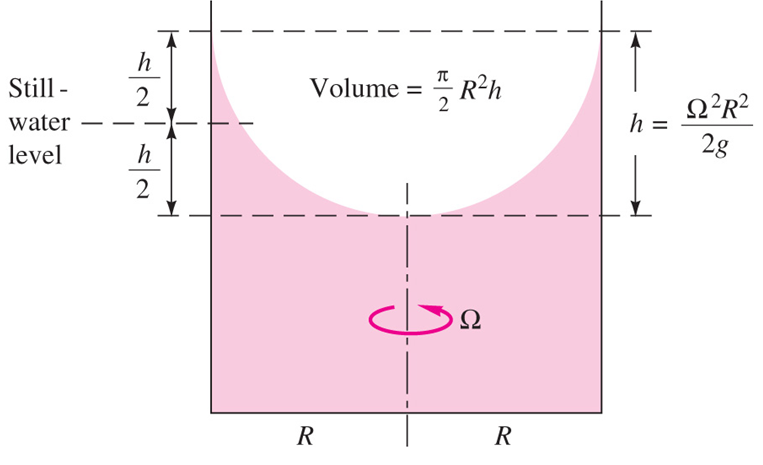 Still-
water
level
h/2
h/2
Volume = π/2 R²h
h = Ω²R²/2g
Ω
R
R